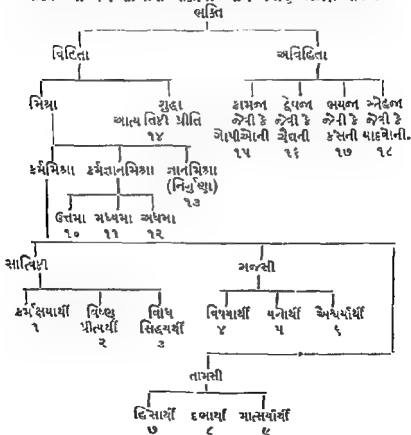 ભક્તિ
વિહિતા અવિહિતા
મિશ્રા શુદ્ધા કામજા દ્વેષજા ભયજા સ્નેહજા
આત્યંતિકી પ્રીતિ જેવી કે જેવી કે જેવી કે જેવી કે
૧૪ ગોપીઓની ચૈદ્યની કંસની યાદવોની.
૧૫ ૧૬ ૧૭ ૧૮
કર્મમિશ્રા કર્મજ્ઞાનમિશ્રા જ્ઞાનમિશ્રા
(નિર્ગુણા)
૧૩
ઉત્તમા મધ્યમા અધમા
૧૦ ૧૧ ૧૨
સાત્વિકી રાજસી
કર્મક્ષયાર્થી વિષ્ણુ વિધિ વિષયાર્થી યશોર્થી ઐશ્વર્યાર્થી
૧ પ્રીત્યર્થી સિદ્ધયર્થી ૪ ૫ ૬
૨ ૩
તામસી
હિંસાર્થી દંભાર્થી માત્સર્યાર્થી
૭ ૮ ૯